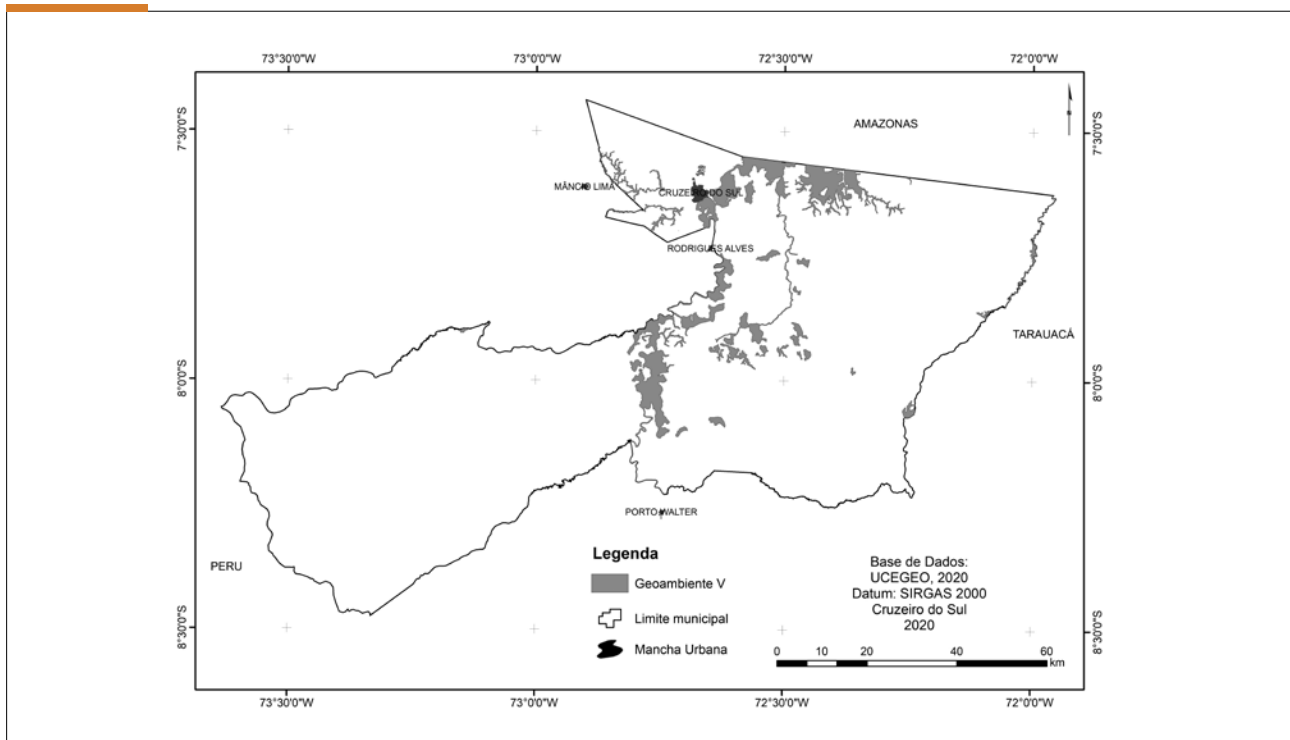 73°30'0"W 73°0'0"W 72°30'0"W 72°0'0"W
7°30'0"S 7°30'0"S
AMAZONAS
MÂNCIO LIMA
CRUZEIRO DO SUL
RODRIGUES ALVES
TARAUACÁ
8°0'0"S 8°0'0"S
PORTO WALTER
PERU
Legenda
Geoambiente V
Limite municipal
Mancha Urbana
Base de Dados:
UCEGEO, 2020
Datum: SIRGAS 2000
Cruzeiro do Sul
2020
0 10 20 40 60
km
8°30'0"S 8°30'0"S
73°30'0"W 73°0'0"W 72°30'0"W 72°0'0"W